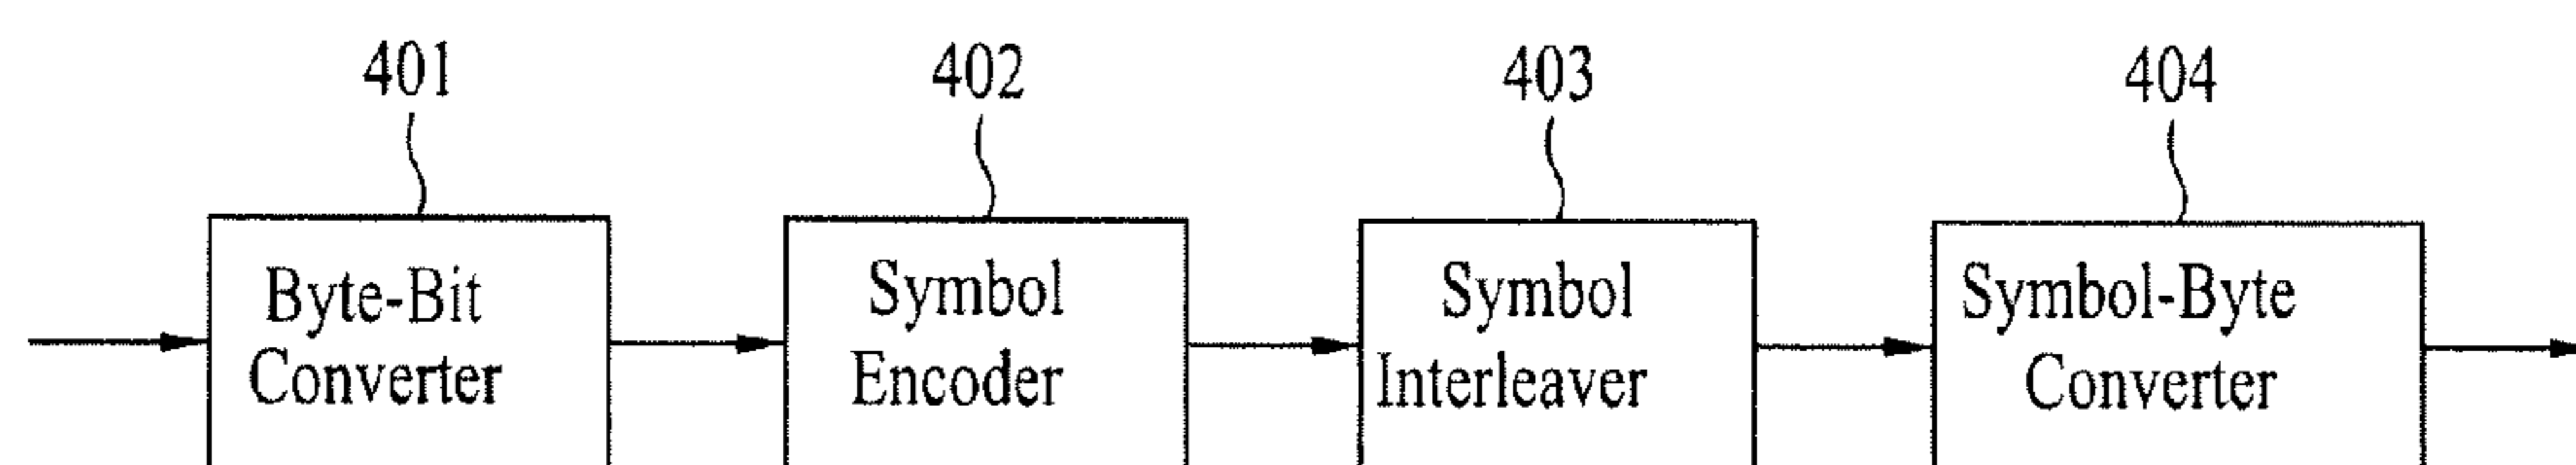 401
402
403
404
Byte-Bit
Converter
Symbol
Encoder
Symbol
Interleaver
Symbol-Byte
Converter